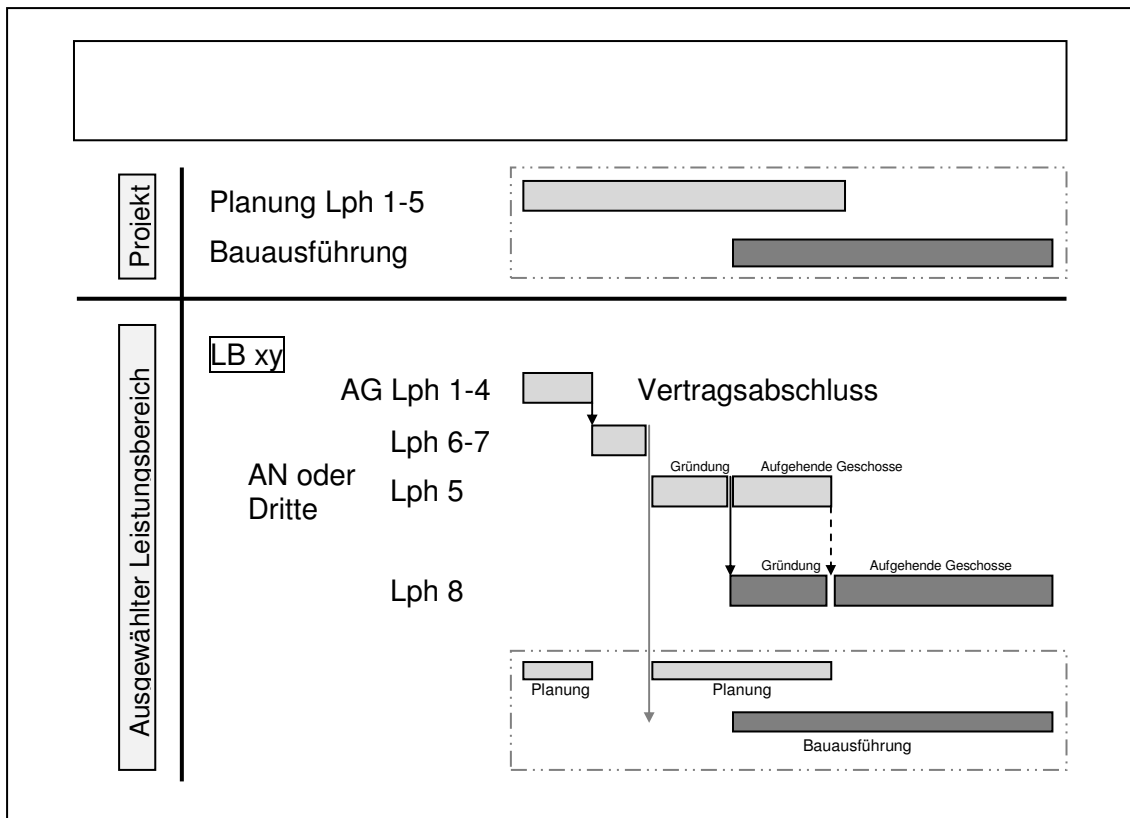 Projekt
Planung Lph 1-5
Bauausführung
Ausgewählter Leistungsbereich
LB xy
AG Lph 1-4
Vertragsabschluss
Lph 6-7
AN oder
Dritte
Lph 5
Gründung
Aufgehende Geschosse
Lph 8
Gründung
Aufgehende Geschosse
Planung
Planung
Bauausführung